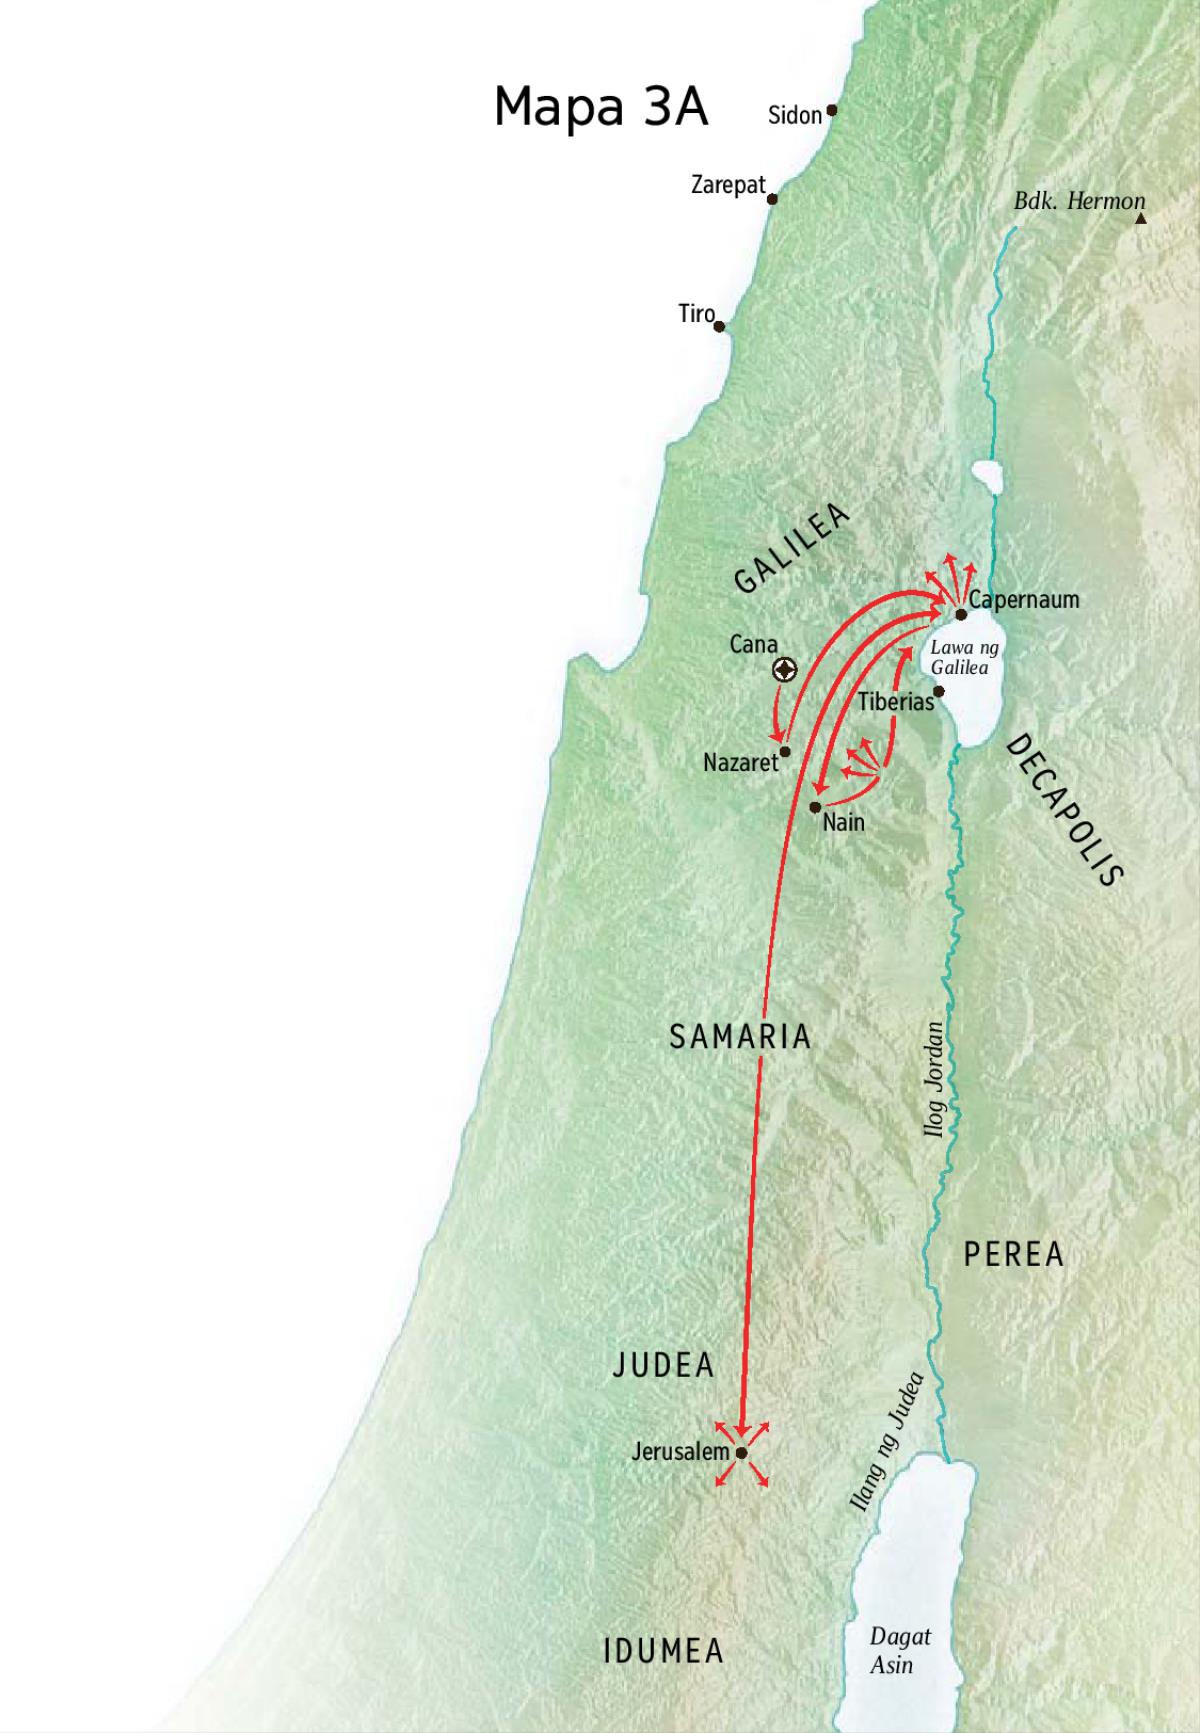 Mapa 3A
Sidon
Zarepat
Bdk. Hermon
Tiro
GALILEA
Capernaum
Cana
Lawa ng
Galilea
Tiberias
Nazaret
DECAPOLIS
Nain
SAMARIA
Ilog Jordan
PEREA
JUDEA
Ilang ng Judea
Jerusalem
IDUMEA
Dagat
Asin